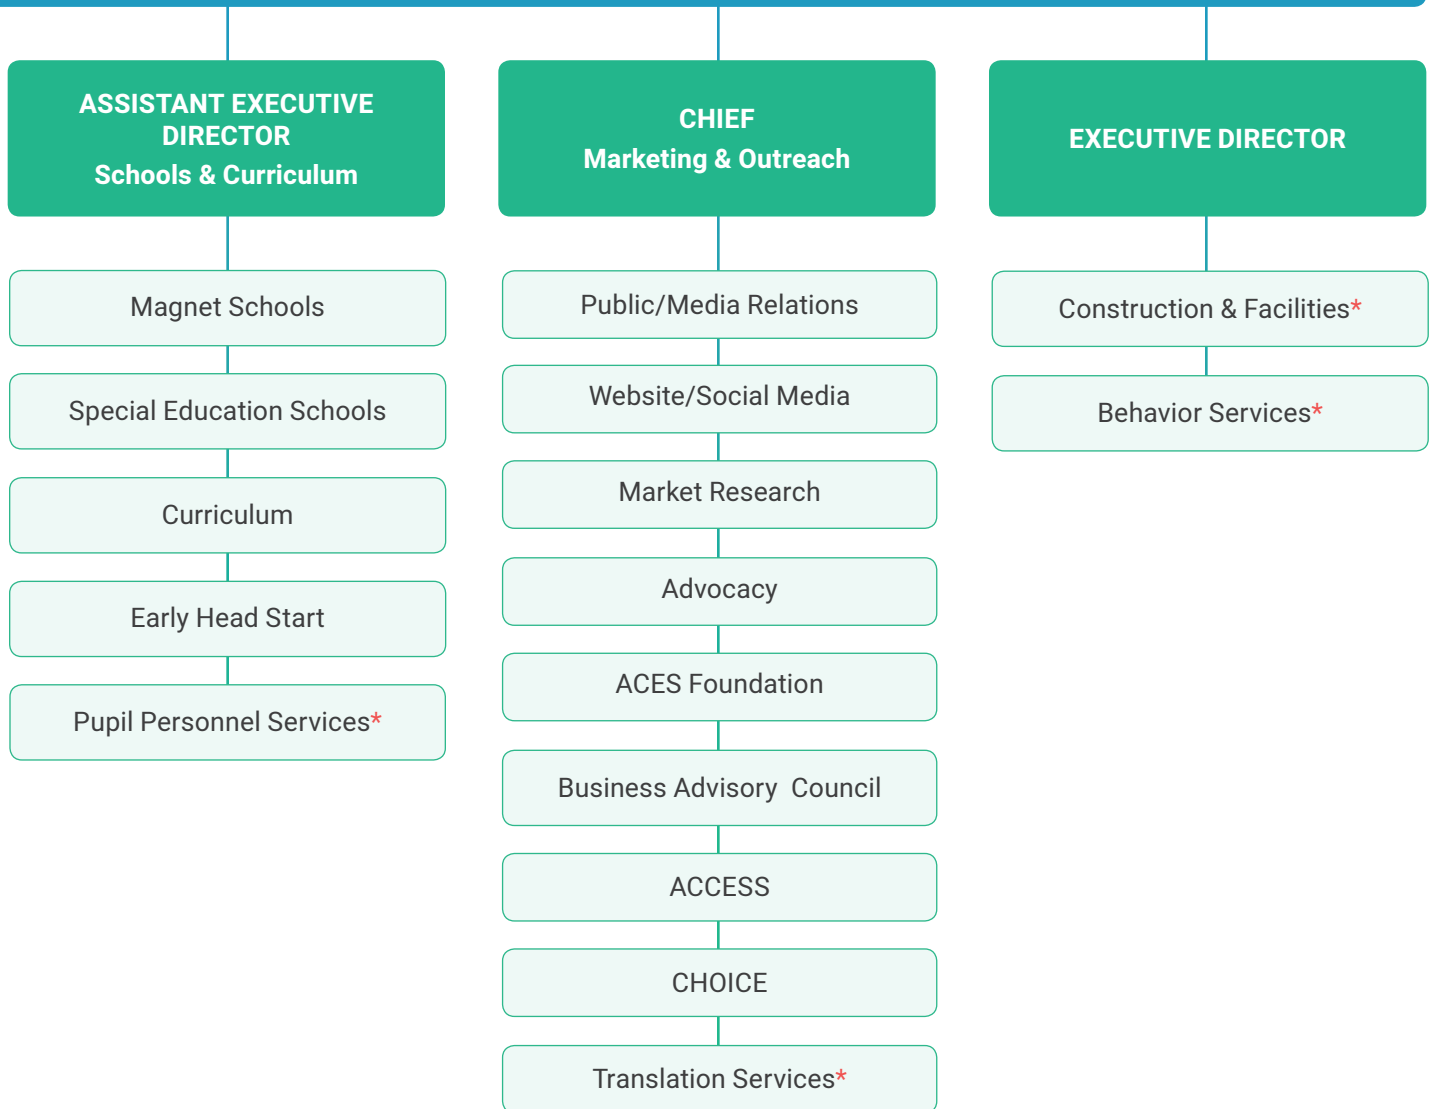 ASSISTANT EXECUTIVE
DIRECTOR
Schools & Curriculum
Magnet Schools
Special Education Schools
Curriculum
Early Head Start
Pupil Personnel Services*
CHIEF
Marketing & Outreach
Public/Media Relations
Website/Social Media
Market Research
Advocacy
ACES Foundation
Business Advisory  Council
ACCESS
CHOICE
Translation Services*
EXECUTIVE DIRECTOR
Construction & Facilities*
Behavior Services*